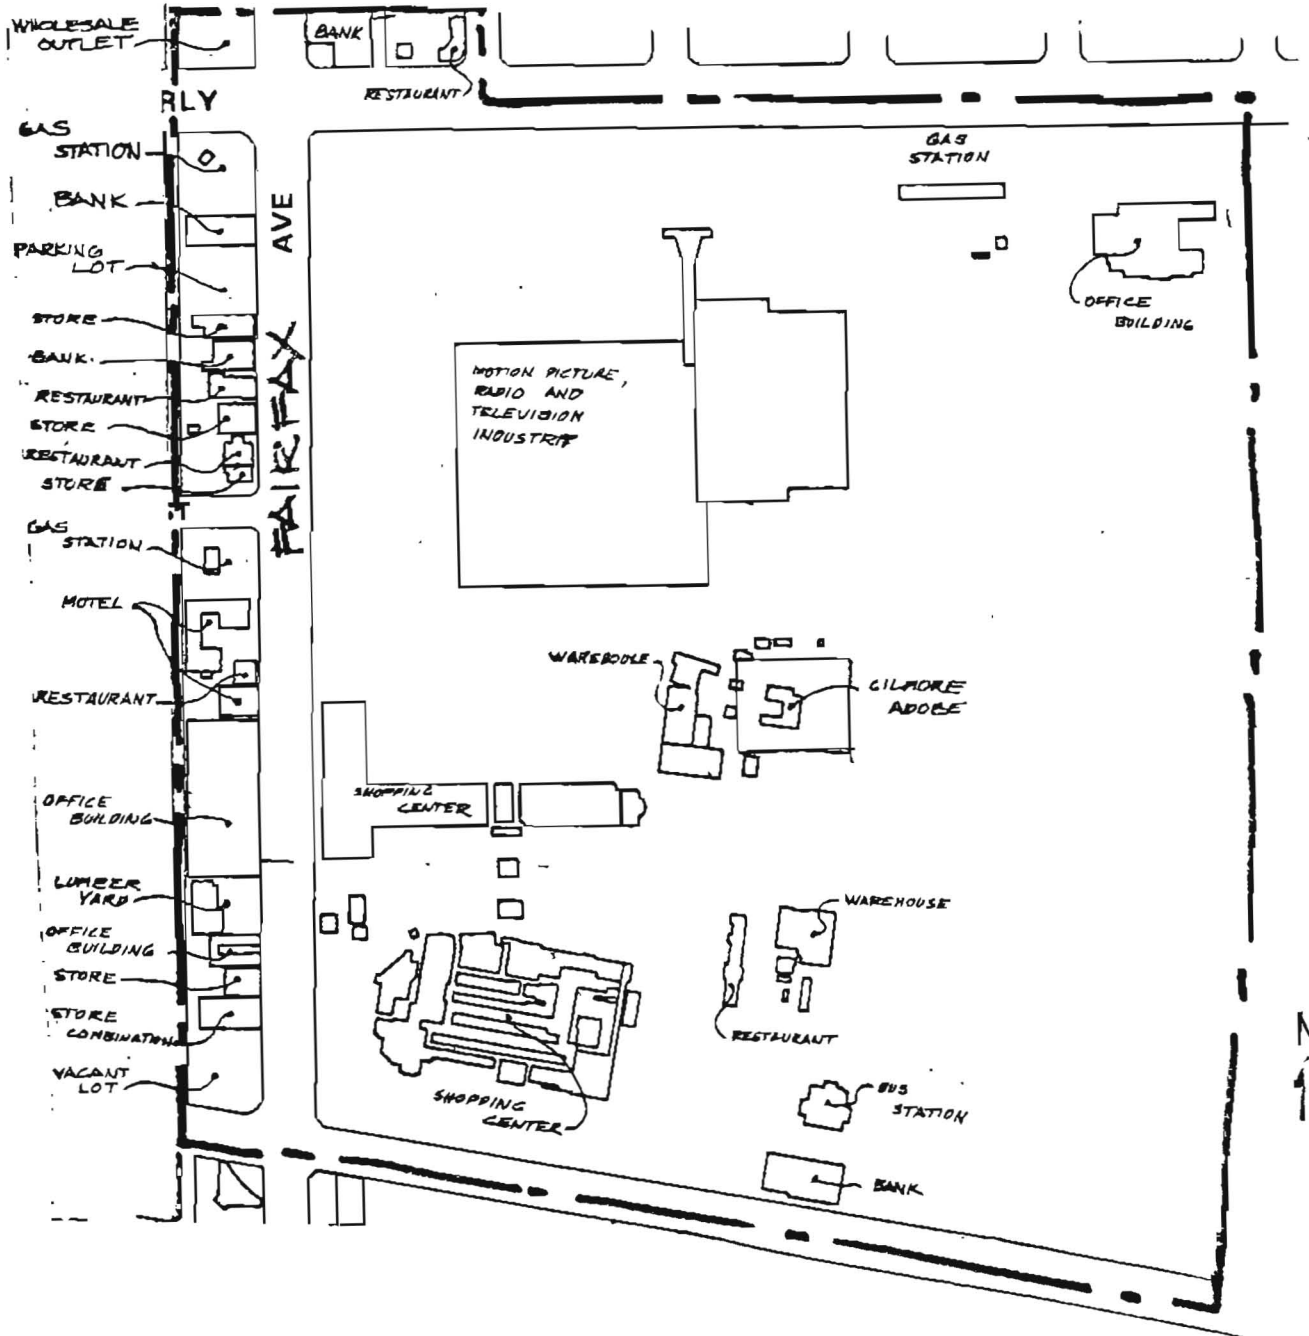 WHOLESALE
OUTLET
BANK
RESTAURANT
RLY
GAS
STATION
BANK
PARKING
LOT
STORE
BANK
RESTAURANT
STORE
RESTAURANT
STORE
T
GAS
STATION
MOTEL
RESTAURANT
OFFICE
BUILDING
LUMBER
YARD
OFFICE
BUILDING
STORE
STORE
COMBINATION
VACANT
LOT
FAIRFAX AVE
GAS
STATION
OFFICE
BUILDING
MOTION PICTURE,
RADIO AND
TELEVISION
INDUSTRY
WAREHOUSE
GILMORE
ADOBE
SHOPPING
CENTER
WAREHOUSE
RESTAURANT
SHOPPING
CENTER
BUS
STATION
BANK